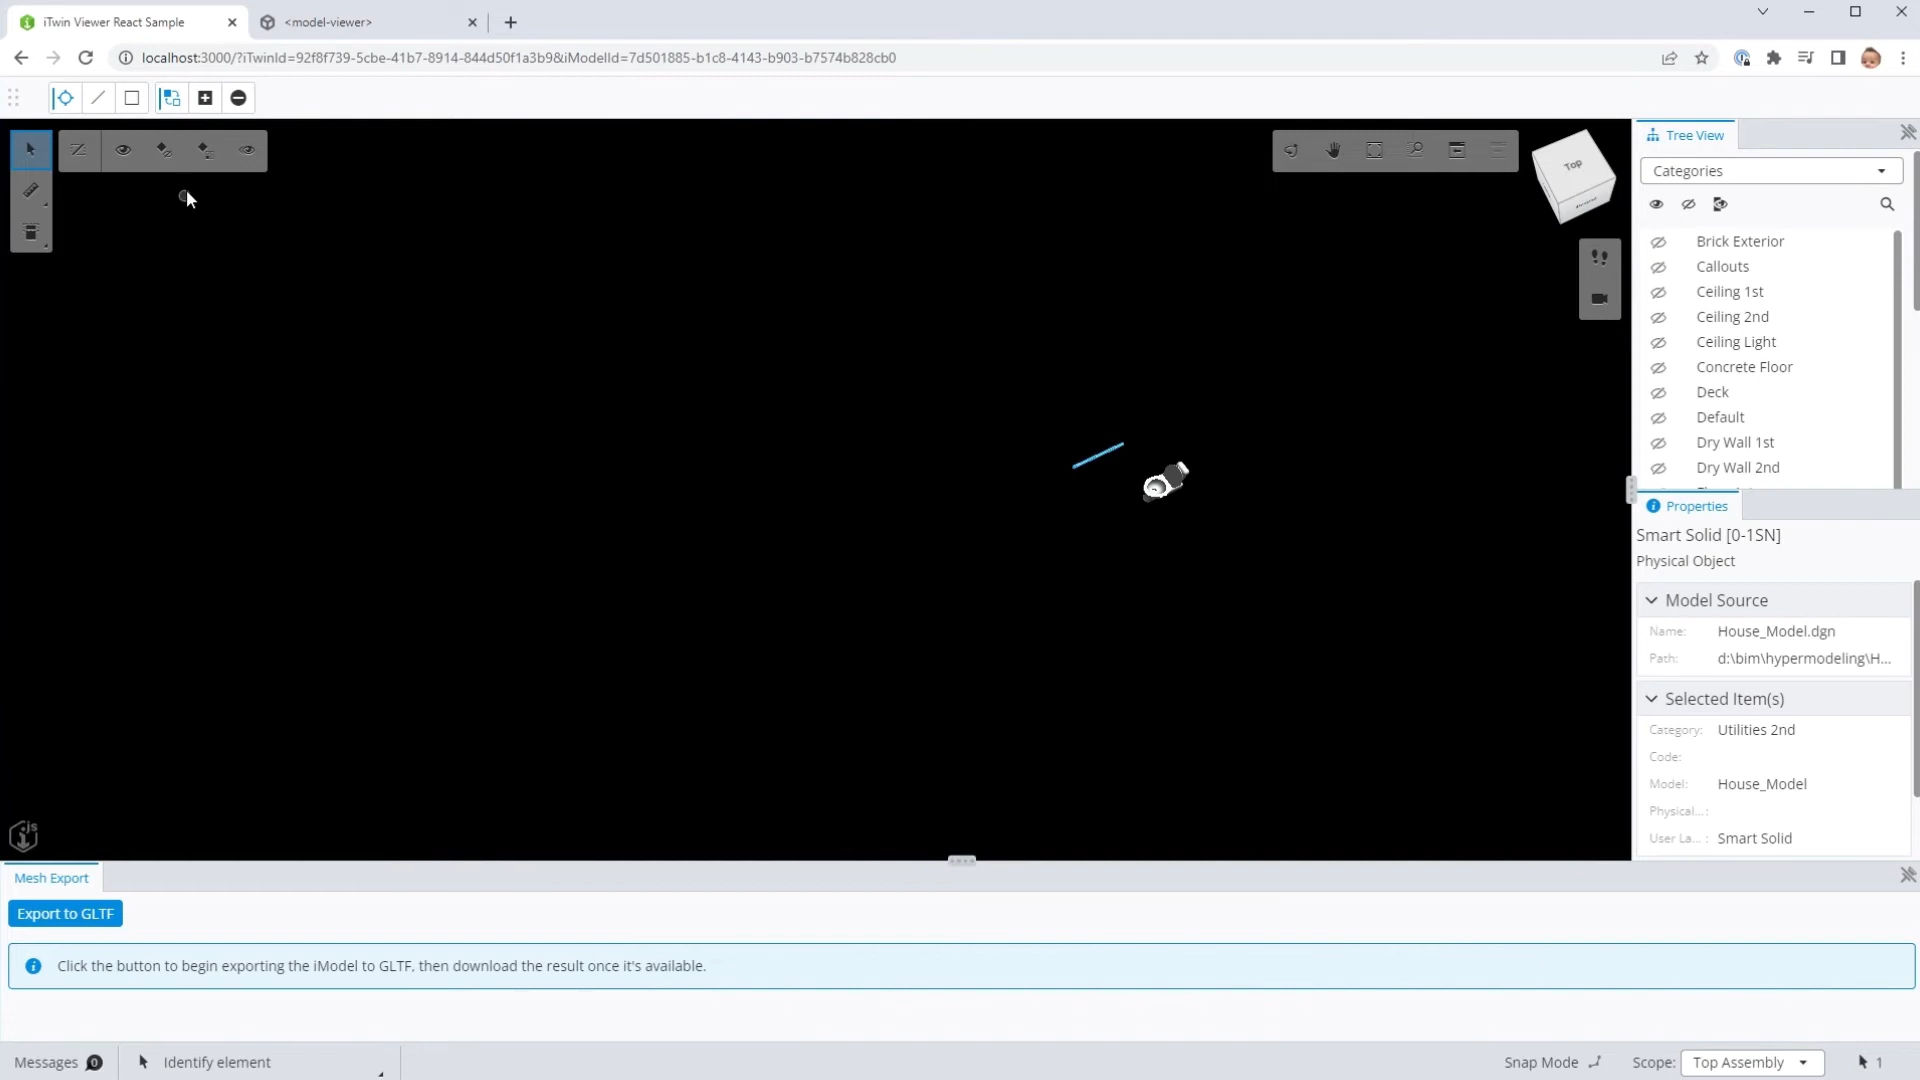 iTwin Viewer React Sample
<model-viewer>
localhost:3000/?iTwinId=92f8f739-5cbe-41b7-8914-844d50f1a3b9&iModelId=7d501885-b1c8-4143-b903-b7574b828cb0
Top
Tree View
Categories
Brick Exterior
Callouts
Ceiling 1st
Ceiling 2nd
Ceiling Light
Concrete Floor
Deck
Default
Dry Wall 1st
Dry Wall 2nd
Properties
Smart Solid [0-1SN]
Physical Object
Model Source
Name: House_Model.dgn
Path: d:\bim\hypermodeling\H...
Selected Item(s)
Category: Utilities 2nd
Code:
Model: House_Model
Physical...:
User La... : Smart Solid
js
Mesh Export
Export to GLTF
Click the button to begin exporting the iModel to GLTF, then download the result once it's available.
Messages 0
Identify element
Snap Mode
Scope: Top Assembly
1